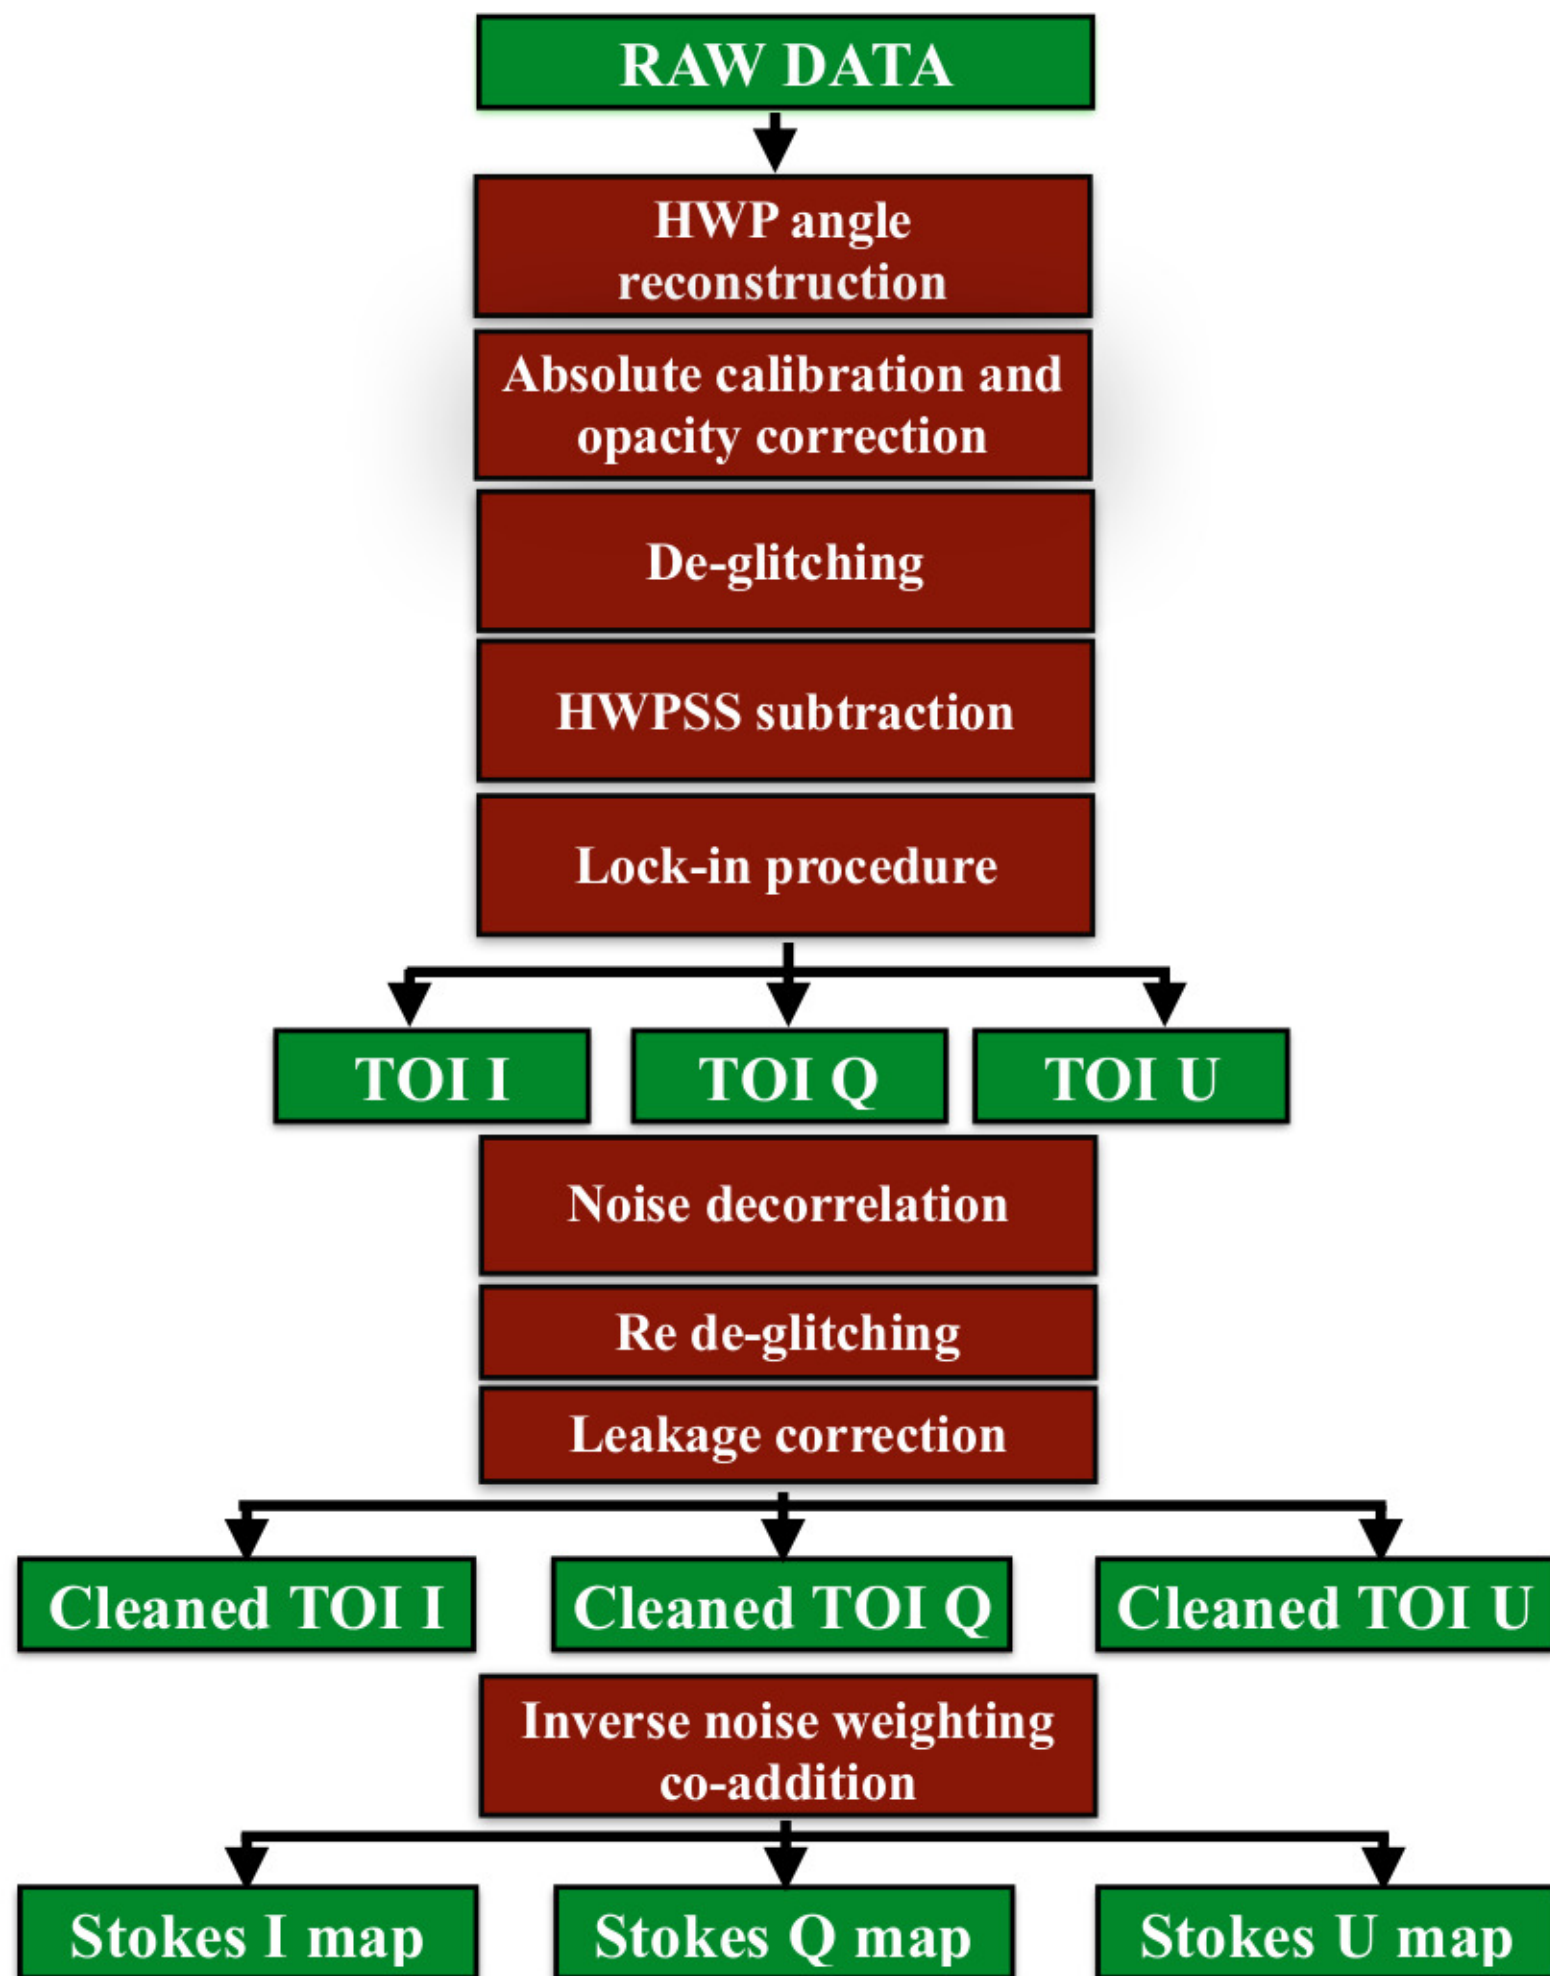 RAW DATA
HWP angle
reconstruction
Absolute calibration and
opacity correction
De-glitching
HWPSS subtraction
Lock-in procedure
TOI I
TOI Q
TOI U
Noise decorrelation
Re de-glitching
Leakage correction
Cleaned TOI I
Cleaned TOI Q
Cleaned TOI U
Inverse noise weighting
co-addition
Stokes I map
Stokes Q map
Stokes U map